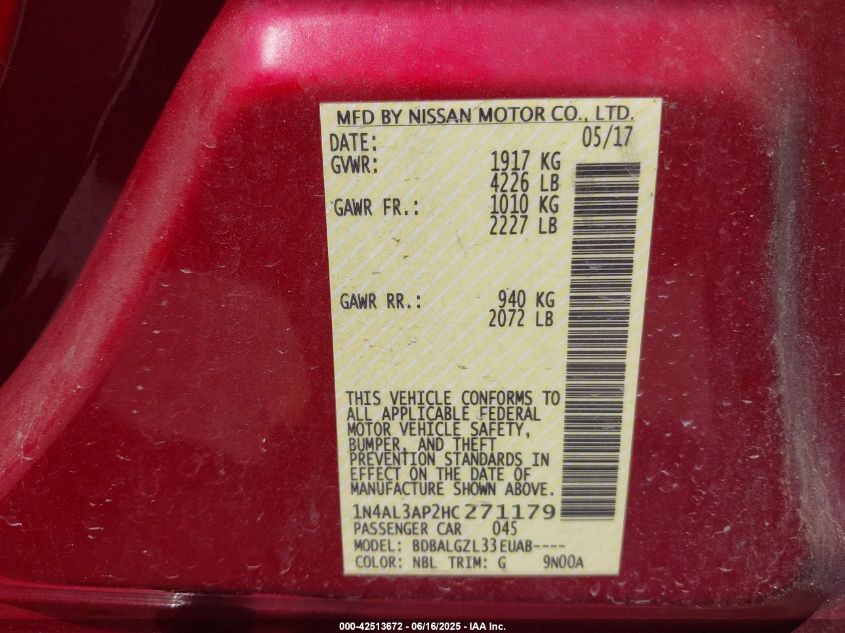 MFD BY NISSAN MOTOR CO., LTD.
DATE: 05/17
GVWR: 1917 KG
4226 LB
GAWR FR.: 1010 KG
2227 LB
GAWR RR.: 940 KG
2072 LB
THIS VEHICLE CONFORMS TO
ALL APPLICABLE FEDERAL
MOTOR VEHICLE SAFETY,
BUMPER, AND THEFT
PREVENTION STANDARDS IN
EFFECT ON THE DATE OF
MANUFACTURE SHOWN ABOVE.
1N4AL3AP2HC271179
PASSENGER CAR 045
MODEL: BDBALGZL33EUAB----
COLOR: NBL TRIM: G 9N00A
000-42513672 - 06/16/2025 - IAA Inc.